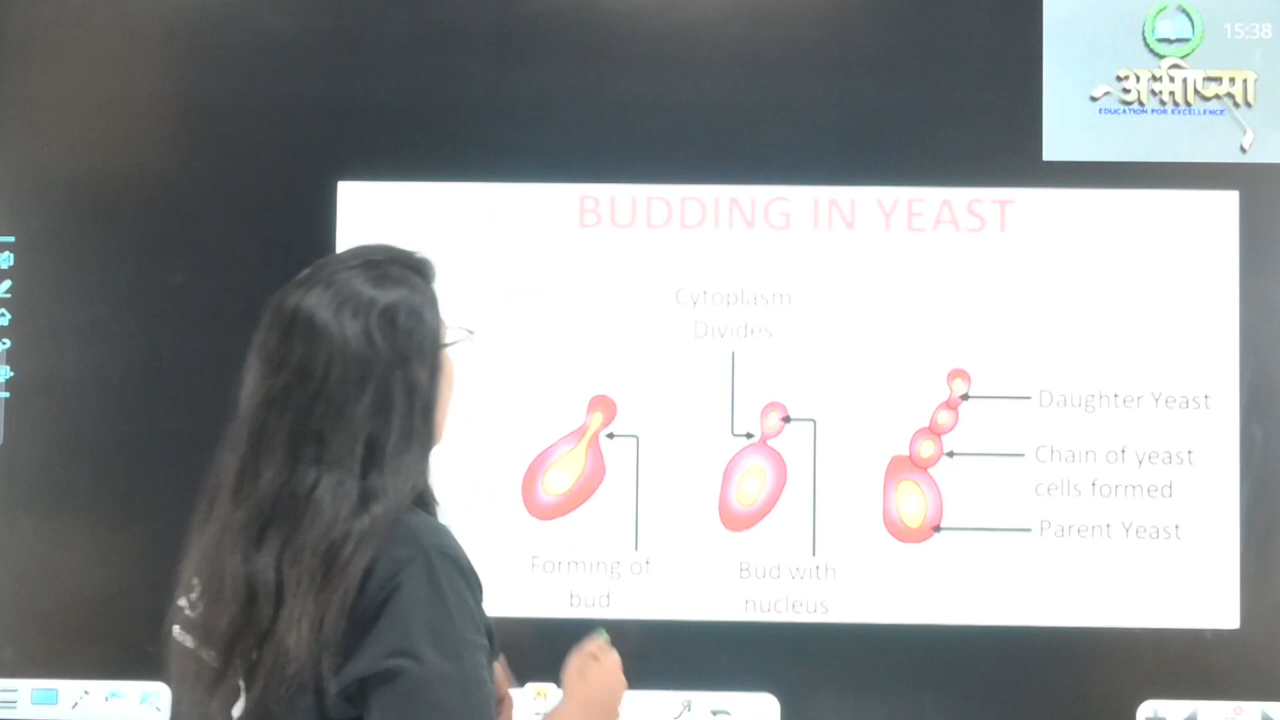 15:38
अभीप्सा
EDUCATION FOR EXCELLENCE
BUDDING IN YEAST
Cytoplasm
Divides
Daughter Yeast
Chain of yeast
cells formed
Parent Yeast
Forming of
bud
Bud with
nucleus